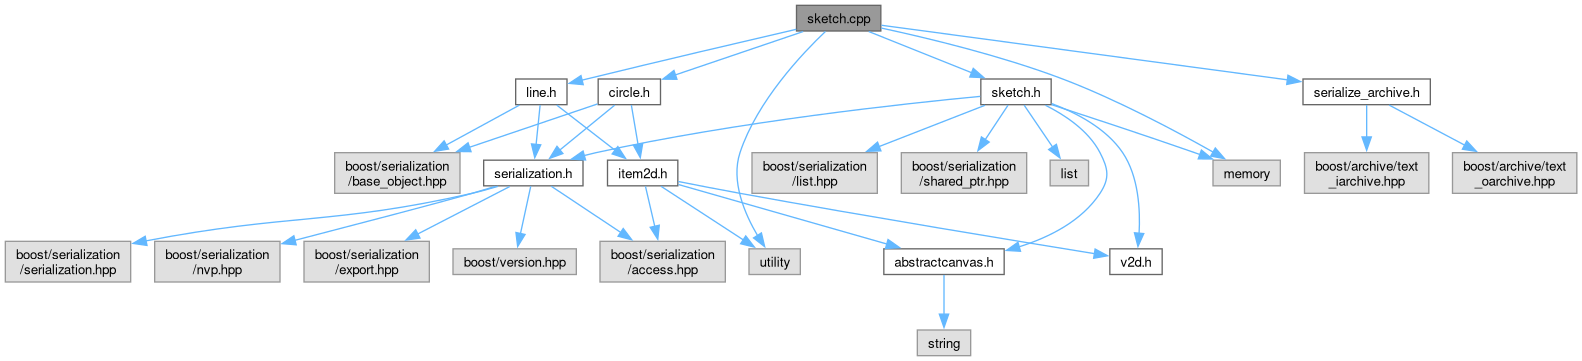 sketch.cpp
line.h
circle.h
sketch.h
serialize_archive.h
boost/serialization
/base_object.hpp
serialization.h
item2d.h
boost/serialization
/list.hpp
boost/serialization
/shared_ptr.hpp
list
memory
boost/archive/text
_iarchive.hpp
boost/archive/text
_oarchive.hpp
boost/serialization
/serialization.hpp
boost/serialization
/nvp.hpp
boost/serialization
/export.hpp
boost/version.hpp
boost/serialization
/access.hpp
utility
abstractcanvas.h
v2d.h
string